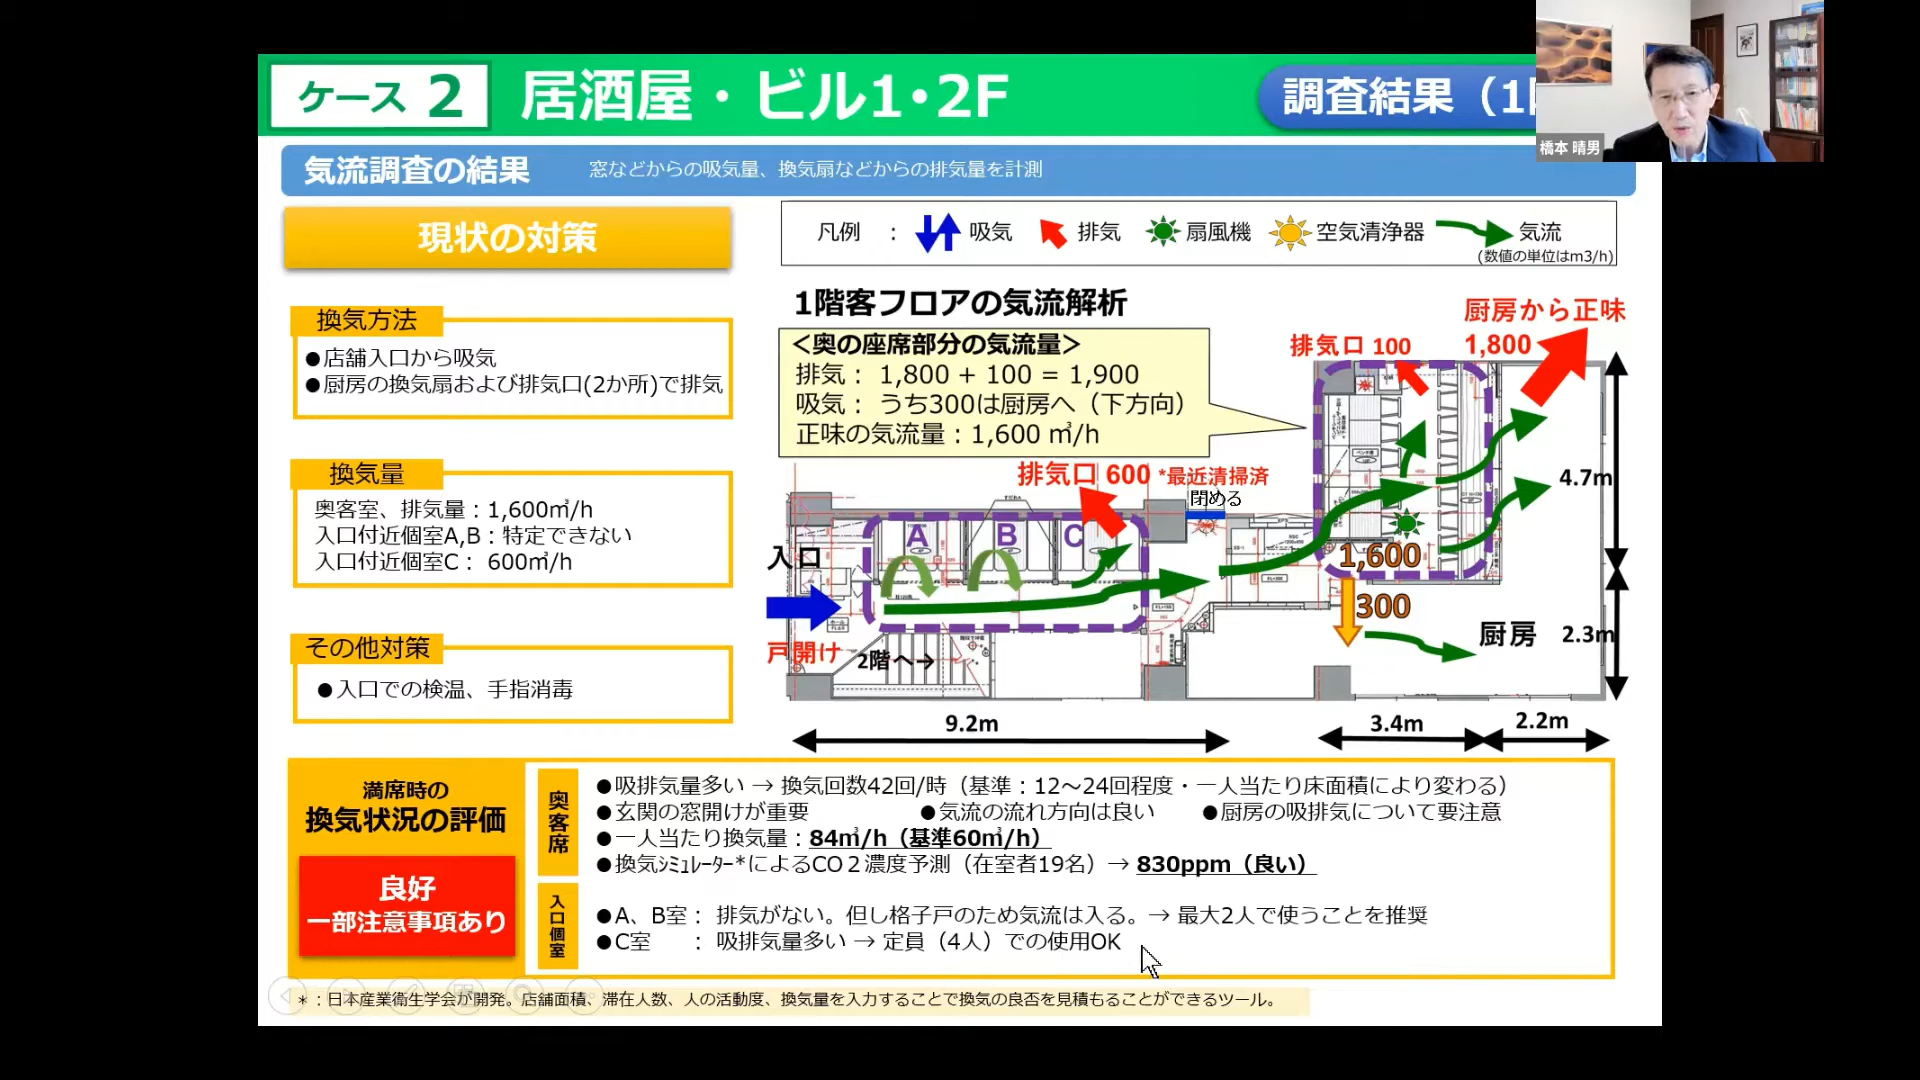 ケース 2
居酒屋・ビル1・2F
調査結果（1
橋本 晴男
気流調査の結果
窓などからの吸気量、換気扇などからの排気量を計測
現状の対策
凡例 ： 吸気 排気 扇風機 空気清浄器 気流
(数値の単位はm3/h)
換気方法
●店舗入口から吸気
●厨房の換気扇および排気口(2か所)で排気
換気量
奥客室、排気量：1,600㎥/h
入口付近個室A,B：特定できない
入口付近個室C： 600㎥/h
その他対策
●入口での検温、手指消毒
1階客フロアの気流解析
<奥の座席部分の気流量>
排気： 1,800 + 100 = 1,900
吸気： うち300は厨房へ（下方向）
正味の気流量：1,600 ㎥/h
厨房から正味
1,800
排気口 100
排気口 600 *最近清掃済
閉める
A
B
C
入口
戸開け
2階へ→
1,600
300
厨房
4.7m
2.3m
9.2m
3.4m
2.2m
満席時の
換気状況の評価
良好
一部注意事項あり
奥客席
●吸排気量多い → 換気回数42回/時（基準：12～24回程度・一人当たり床面積により変わる）
●玄関の窓開けが重要 ●気流の流れ方向は良い ●厨房の吸排気について要注意
●一人当たり換気量：84㎥/h（基準60㎥/h）
●換気ｼﾐｭﾚｰﾀｰ*によるCO２濃度予測（在室者19名）→ 830ppm（良い）
入口個室
●A、B室： 排気がない。但し格子戸のため気流は入る。→ 最大2人で使うことを推奨
●C室 ： 吸排気量多い → 定員（4人）での使用OK
＊：日本産業衛生学会が開発。店舗面積、滞在人数、人の活動度、換気量を入力することで換気の良否を見積もることができるツール。